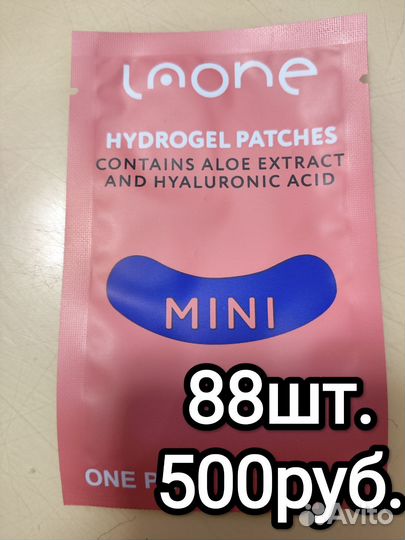 laone
HYDROGEL PATCHES
CONTAINS ALOE EXTRACT
AND HYALURONIC ACID
MINI
88шт.
500руб.
ONE
Avito